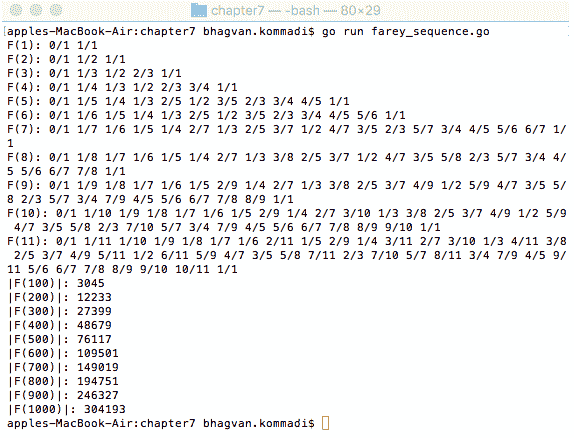 chapter7 — -bash — 80×29
apples-MacBook-Air:chapter7 bhagvan.kommadi$ go run farey_sequence.go
F(1): 0/1 1/1
F(2): 0/1 1/2 1/1
F(3): 0/1 1/3 1/2 2/3 1/1
F(4): 0/1 1/4 1/3 1/2 2/3 3/4 1/1
F(5): 0/1 1/5 1/4 1/3 2/5 1/2 3/5 2/3 3/4 4/5 1/1
F(6): 0/1 1/6 1/5 1/4 1/3 2/5 1/2 3/5 2/3 3/4 4/5 5/6 1/1
F(7): 0/1 1/7 1/6 1/5 1/4 2/7 1/3 2/5 3/7 1/2 4/7 3/5 2/3 5/7 3/4 4/5 5/6 6/7 1/
1
F(8): 0/1 1/8 1/7 1/6 1/5 1/4 2/7 1/3 3/8 2/5 3/7 1/2 4/7 3/5 5/8 2/3 5/7 3/4 4/
5 5/6 6/7 7/8 1/1
F(9): 0/1 1/9 1/8 1/7 1/6 1/5 2/9 1/4 2/7 1/3 3/8 2/5 3/7 4/9 1/2 5/9 4/7 3/5 5/
8 2/3 5/7 3/4 7/9 4/5 5/6 6/7 7/8 8/9 1/1
F(10): 0/1 1/10 1/9 1/8 1/7 1/6 1/5 2/9 1/4 2/7 3/10 1/3 3/8 2/5 3/7 4/9 1/2 5/9
4/7 3/5 5/8 2/3 7/10 5/7 3/4 7/9 4/5 5/6 6/7 7/8 8/9 9/10 1/1
F(11): 0/1 1/11 1/10 1/9 1/8 1/7 1/6 2/11 1/5 2/9 1/4 3/11 2/7 3/10 1/3 4/11 3/8
2/5 3/7 4/9 5/11 1/2 6/11 5/9 4/7 3/5 5/8 7/11 2/3 7/10 5/7 8/11 3/4 7/9 4/5 9/
11 5/6 6/7 7/8 8/9 9/10 10/11 1/1
|F(100)|: 3045
|F(200)|: 12233
|F(300)|: 27399
|F(400)|: 48679
|F(500)|: 76117
|F(600)|: 109501
|F(700)|: 149019
|F(800)|: 194751
|F(900)|: 246327
|F(1000)|: 304193
apples-MacBook-Air:chapter7 bhagvan.kommadi$